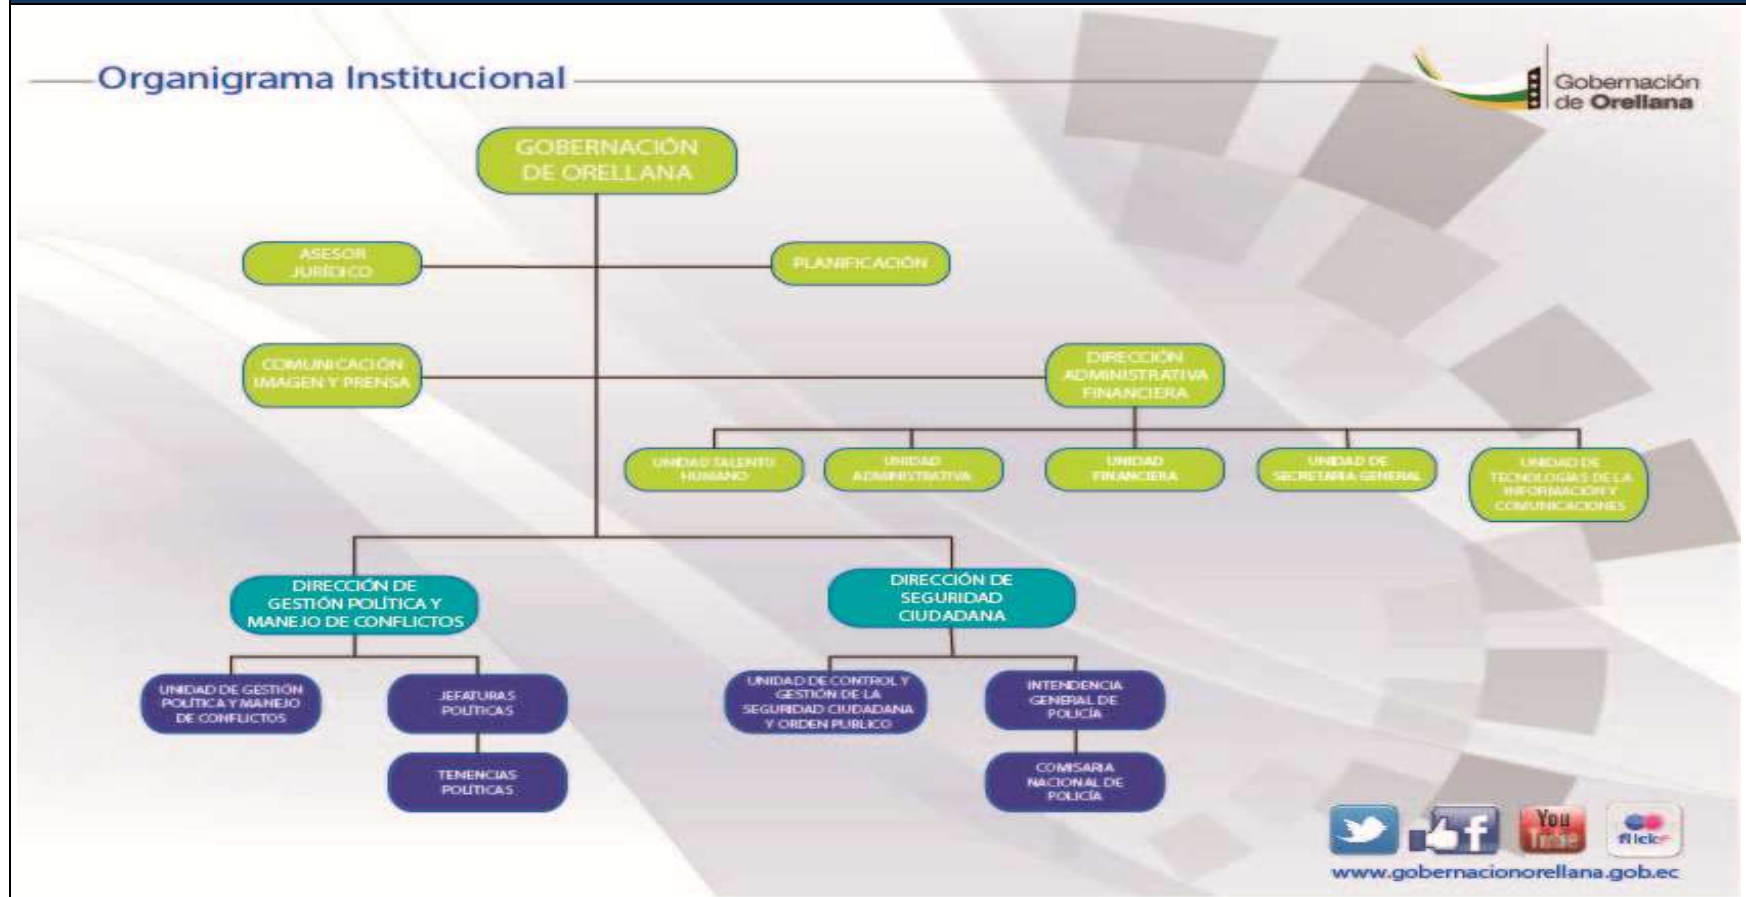 Organigrama Institucional
Gobernación
de Orellana
GOBERNACIÓN
DE ORELLANA
ASESOR
JURÍDICO
PLANIFICACIÓN
COMUNICACIÓN
IMAGEN Y PRENSA
DIRECCIÓN
ADMINISTRATIVA
FINANCIERA
UNIDAD TALENTO
HUMANO
UNIDAD
ADMINISTRATIVA
UNIDAD
FINANCIERA
UNIDAD DE
SECRETARIA GENERAL
UNIDAD DE
TECNOLOGÍAS DE LA
INFORMACIÓN Y
COMUNICACIONES
DIRECCIÓN DE
GESTIÓN POLÍTICA Y
MANEJO DE CONFLICTOS
DIRECCIÓN DE
SEGURIDAD
CIUDADANA
UNIDAD DE GESTIÓN
POLÍTICA Y MANEJO
DE CONFLICTOS
JEFATURAS
POLÍTICAS
UNIDAD DE CONTROL Y
GESTIÓN DE LA
SEGURIDAD CIUDADANA
Y ORDEN PUBLICO
INTENDENCIA
GENERAL DE
POLICÍA
TENENCIAS
POLÍTICAS
COMISARIA
NACIONAL DE
POLICÍA
You
Tube
flickr
www.gobernacionorellana.gob.ec